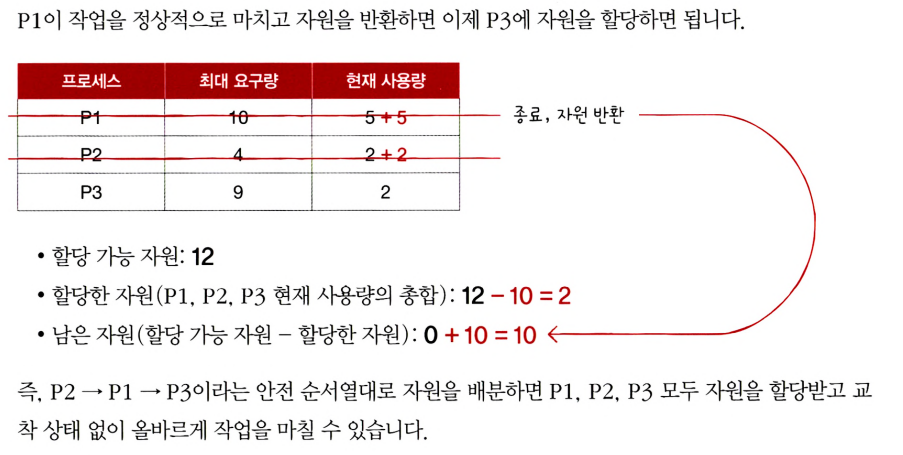 P1이 작업을 정상적으로 마치고 자원을 반환하면 이제 P3에 자원을 할당하면 됩니다.
프로세스 최대 요구량 현재 사용량
P1 10 5 + 5 종료, 자원 반환
P2 4 2 + 2
P3 9 2
• 할당 가능 자원: 12
• 할당한 자원(P1, P2, P3 현재 사용량의 총합): 12 – 10 = 2
• 남은 자원(할당 가능 자원 – 할당한 자원): 0 + 10 = 10
즉, P2 → P1 → P3이라는 안전 순서열대로 자원을 배분하면 P1, P2, P3 모두 자원을 할당받고 교
착 상태 없이 올바르게 작업을 마칠 수 있습니다.